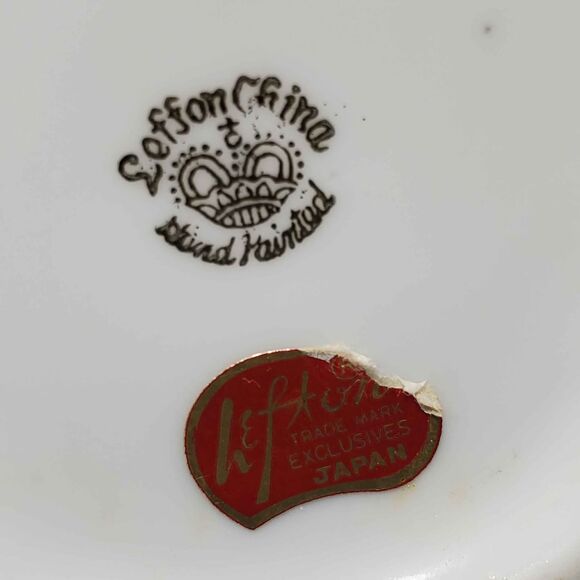 Lefton China
Hand Painted
Lefton
TRADE MARK
EXCLUSIVES
JAPAN